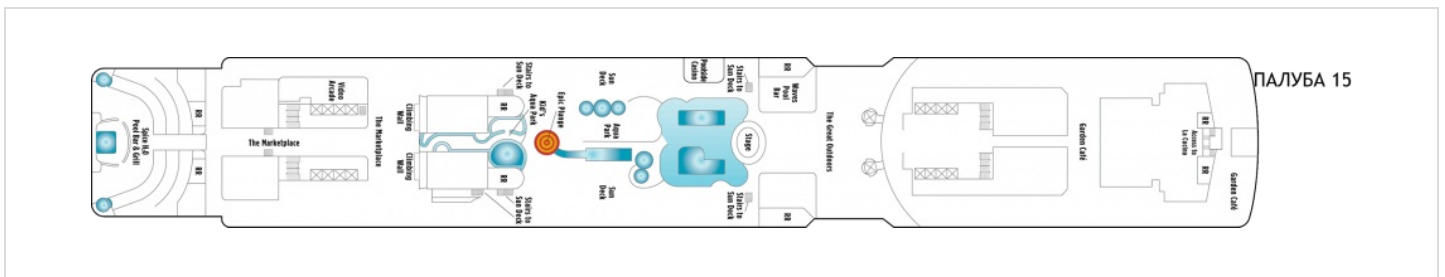 ПАЛУБА 15
Spice H₂O
Pool Bar & Grill
RR
RR
Video
Arcade
The Marketplace
The Marketplace
Climbing
Wall
Climbing
Wall
Stairs to
Sun Deck
RR
Kid's
Aqua Park
Epic Plunge
RR
Stairs to
Sun Deck
Sun
Deck
Aqua
Park
Sun
Deck
Poolside
Casino
Stairs to
Sun Deck
Stage
Stairs to
Sun Deck
RR
Waves
Pool
Bar
RR
The Great Outdoors
Garden Café
RR
Access to
La Cucina
RR
Garden Café